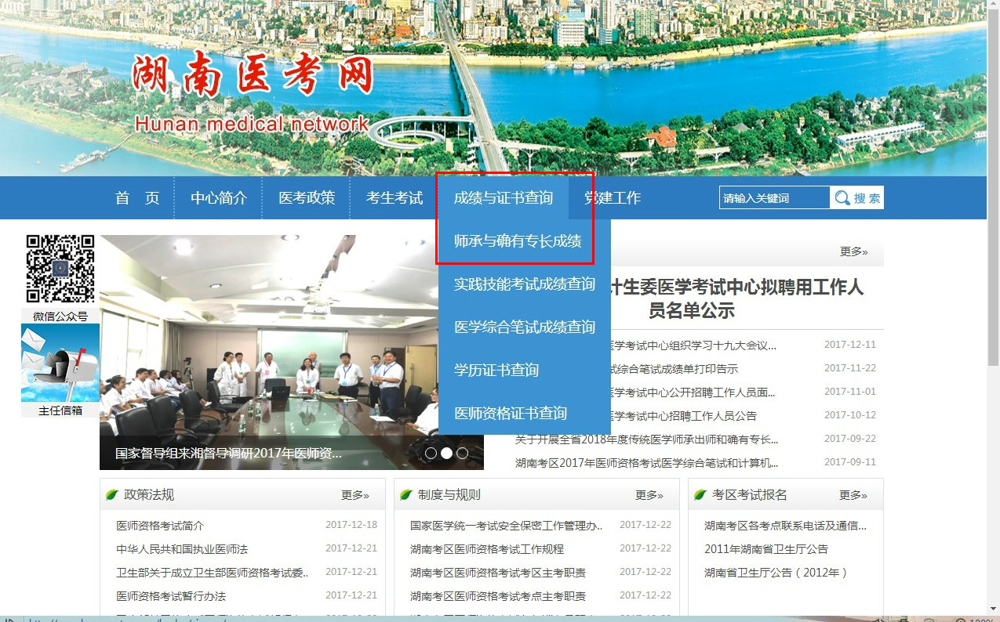 湖南医考网
Hunan medical network
首 页
中心简介
医考政策
考生考试
成绩与证书查询
党建工作
请输入关键词
搜 索
师承与确有专长成绩
实践技能考试成绩查询
医学综合笔试成绩查询
学历证书查询
医师资格证书查询
微信公众号
主任信箱
国家督导组来湘督导调研2017年医师资...
更多»
计生委医学考试中心拟聘用工作人
员名单公示
医学考试中心组织学习十九大会议... 2017-12-11
试综合笔试成绩单打印告示 2017-11-22
医学考试中心公开招聘工作人员面... 2017-11-01
医学考试中心招聘工作人员公告 2017-10-12
关于开展全省2018年度传统医学师承出师和确有专长... 2017-09-22
湖南考区2017年医师资格考试医学综合笔试和计算机... 2017-09-11
政策法规 更多»
医师资格考试简介 2017-12-18
中华人民共和国执业医师法 2017-12-21
卫生部关于成立卫生部医师资格考试委.. 2017-12-21
医师资格考试暂行办法 2017-12-21
制度与规则 更多»
国家医学统一考试安全保密工作管理办.. 2017-12-22
湖南考区医师资格考试工作规程 2017-12-22
湖南考区医师资格考试考区主考职责 2017-12-22
湖南考区医师资格考试考点主考职责 2017-12-22
考区考试报名 更多»
湖南考区各考点联系电话及通信...
2011年湖南省卫生厅公告
湖南省卫生厅公告（2012年）